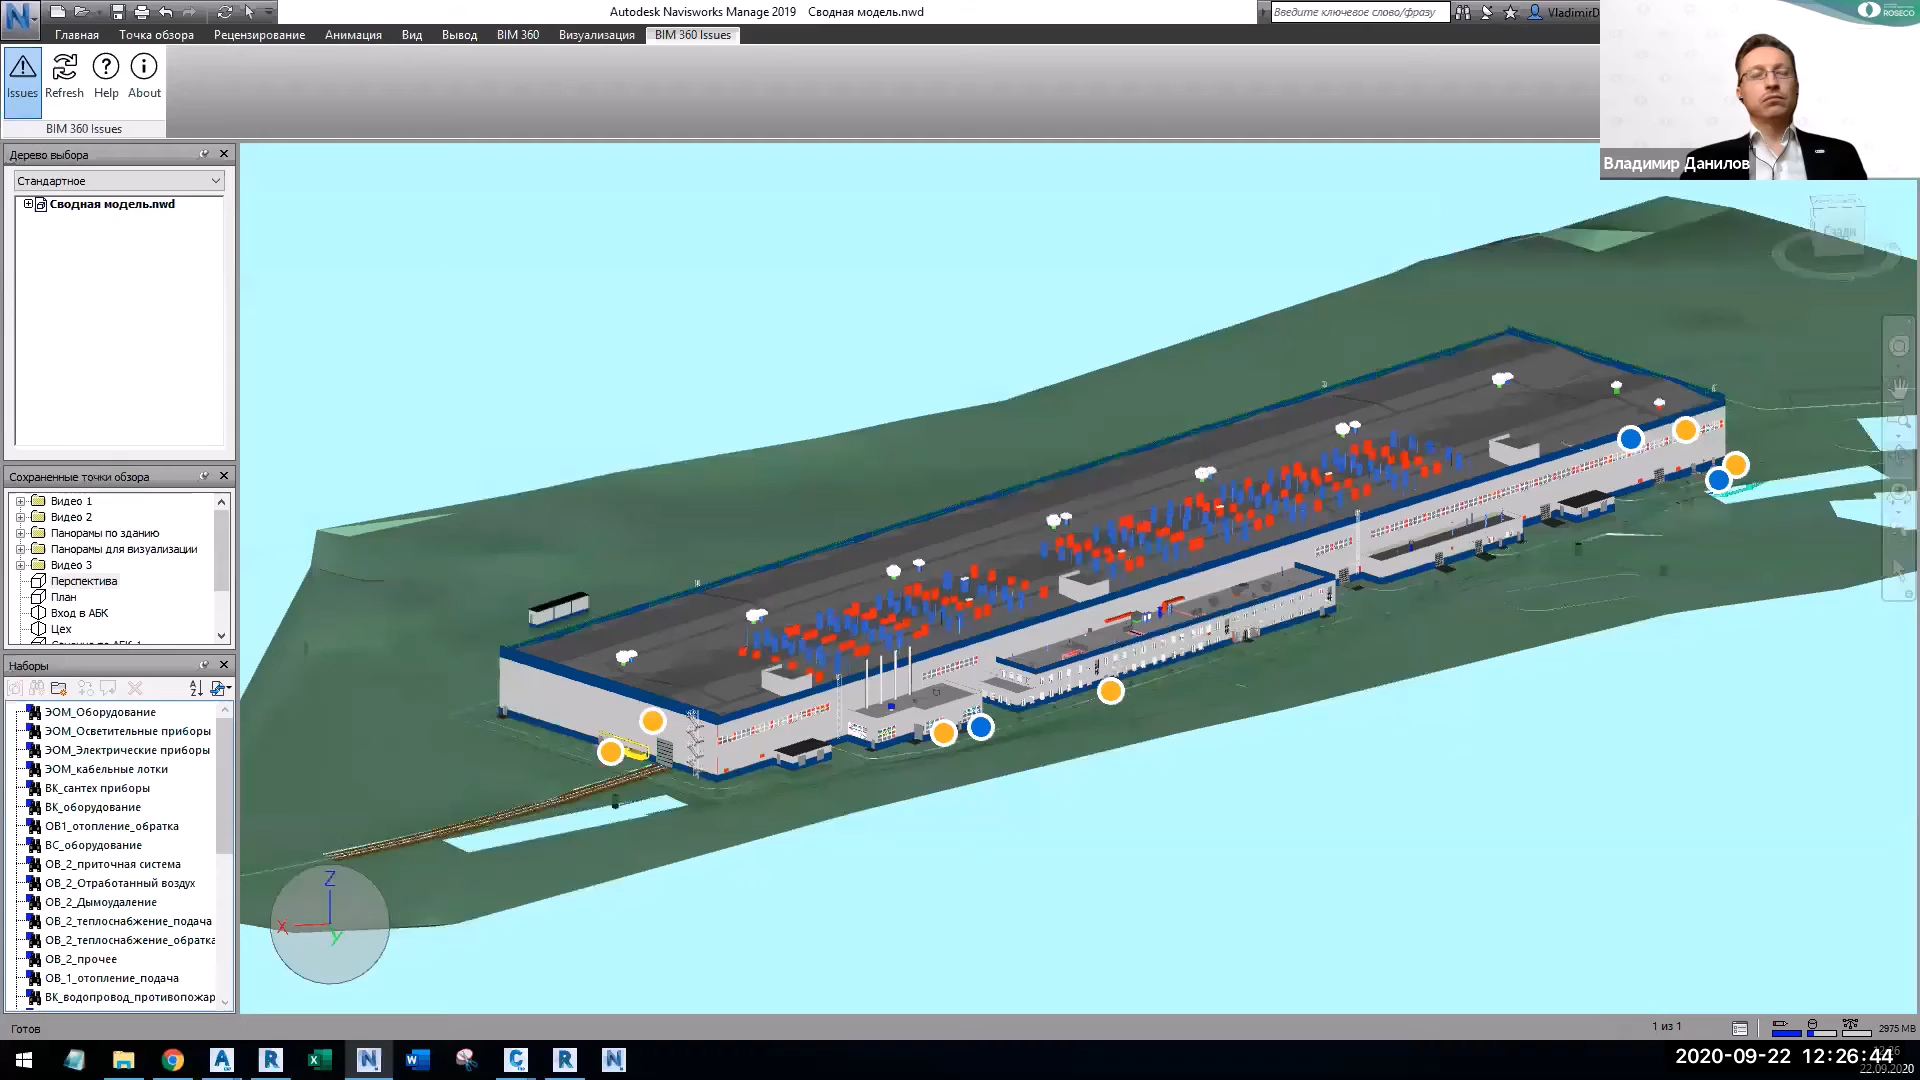 Autodesk Navisworks Manage 2019 Сводная модель.nwd
Введите ключевое слово/фразу
VladimirD
ROSECO
Главная Точка обзора Рецензирование Анимация Вид Вывод BIM 360 Визуализация BIM 360 Issues
Issues Refresh Help About
BIM 360 Issues
Владимир Данилов
Дерево выбора
Стандартное
Сводная модель.nwd
Сзади
Сохраненные точки обзора
Видео 1
Видео 2
Панорамы по зданию
Панорамы для визуализации
Видео 3
Перспектива
План
Вход в АБК
Цех
Наборы
ЭОМ_Оборудование
ЭОМ_Осветительные приборы
ЭОМ_Электрические приборы
ЭОМ_кабельные лотки
ВК_сантех приборы
ВК_оборудование
ОВ1_отопление_обратка
ВС_оборудование
ОВ_2_приточная система
ОВ_2_Отработанный воздух
ОВ_2_Дымоудаление
ОВ_2_теплоснабжение_подача
ОВ_2_теплоснабжение_обратка
ОВ_2_прочее
ОВ_1_отопление_подача
ВК_водопровод_противопожар
Z
X
Y
Готов
1 из 1
2975 MB
2020-09-22 12:26:44
22.09.2020